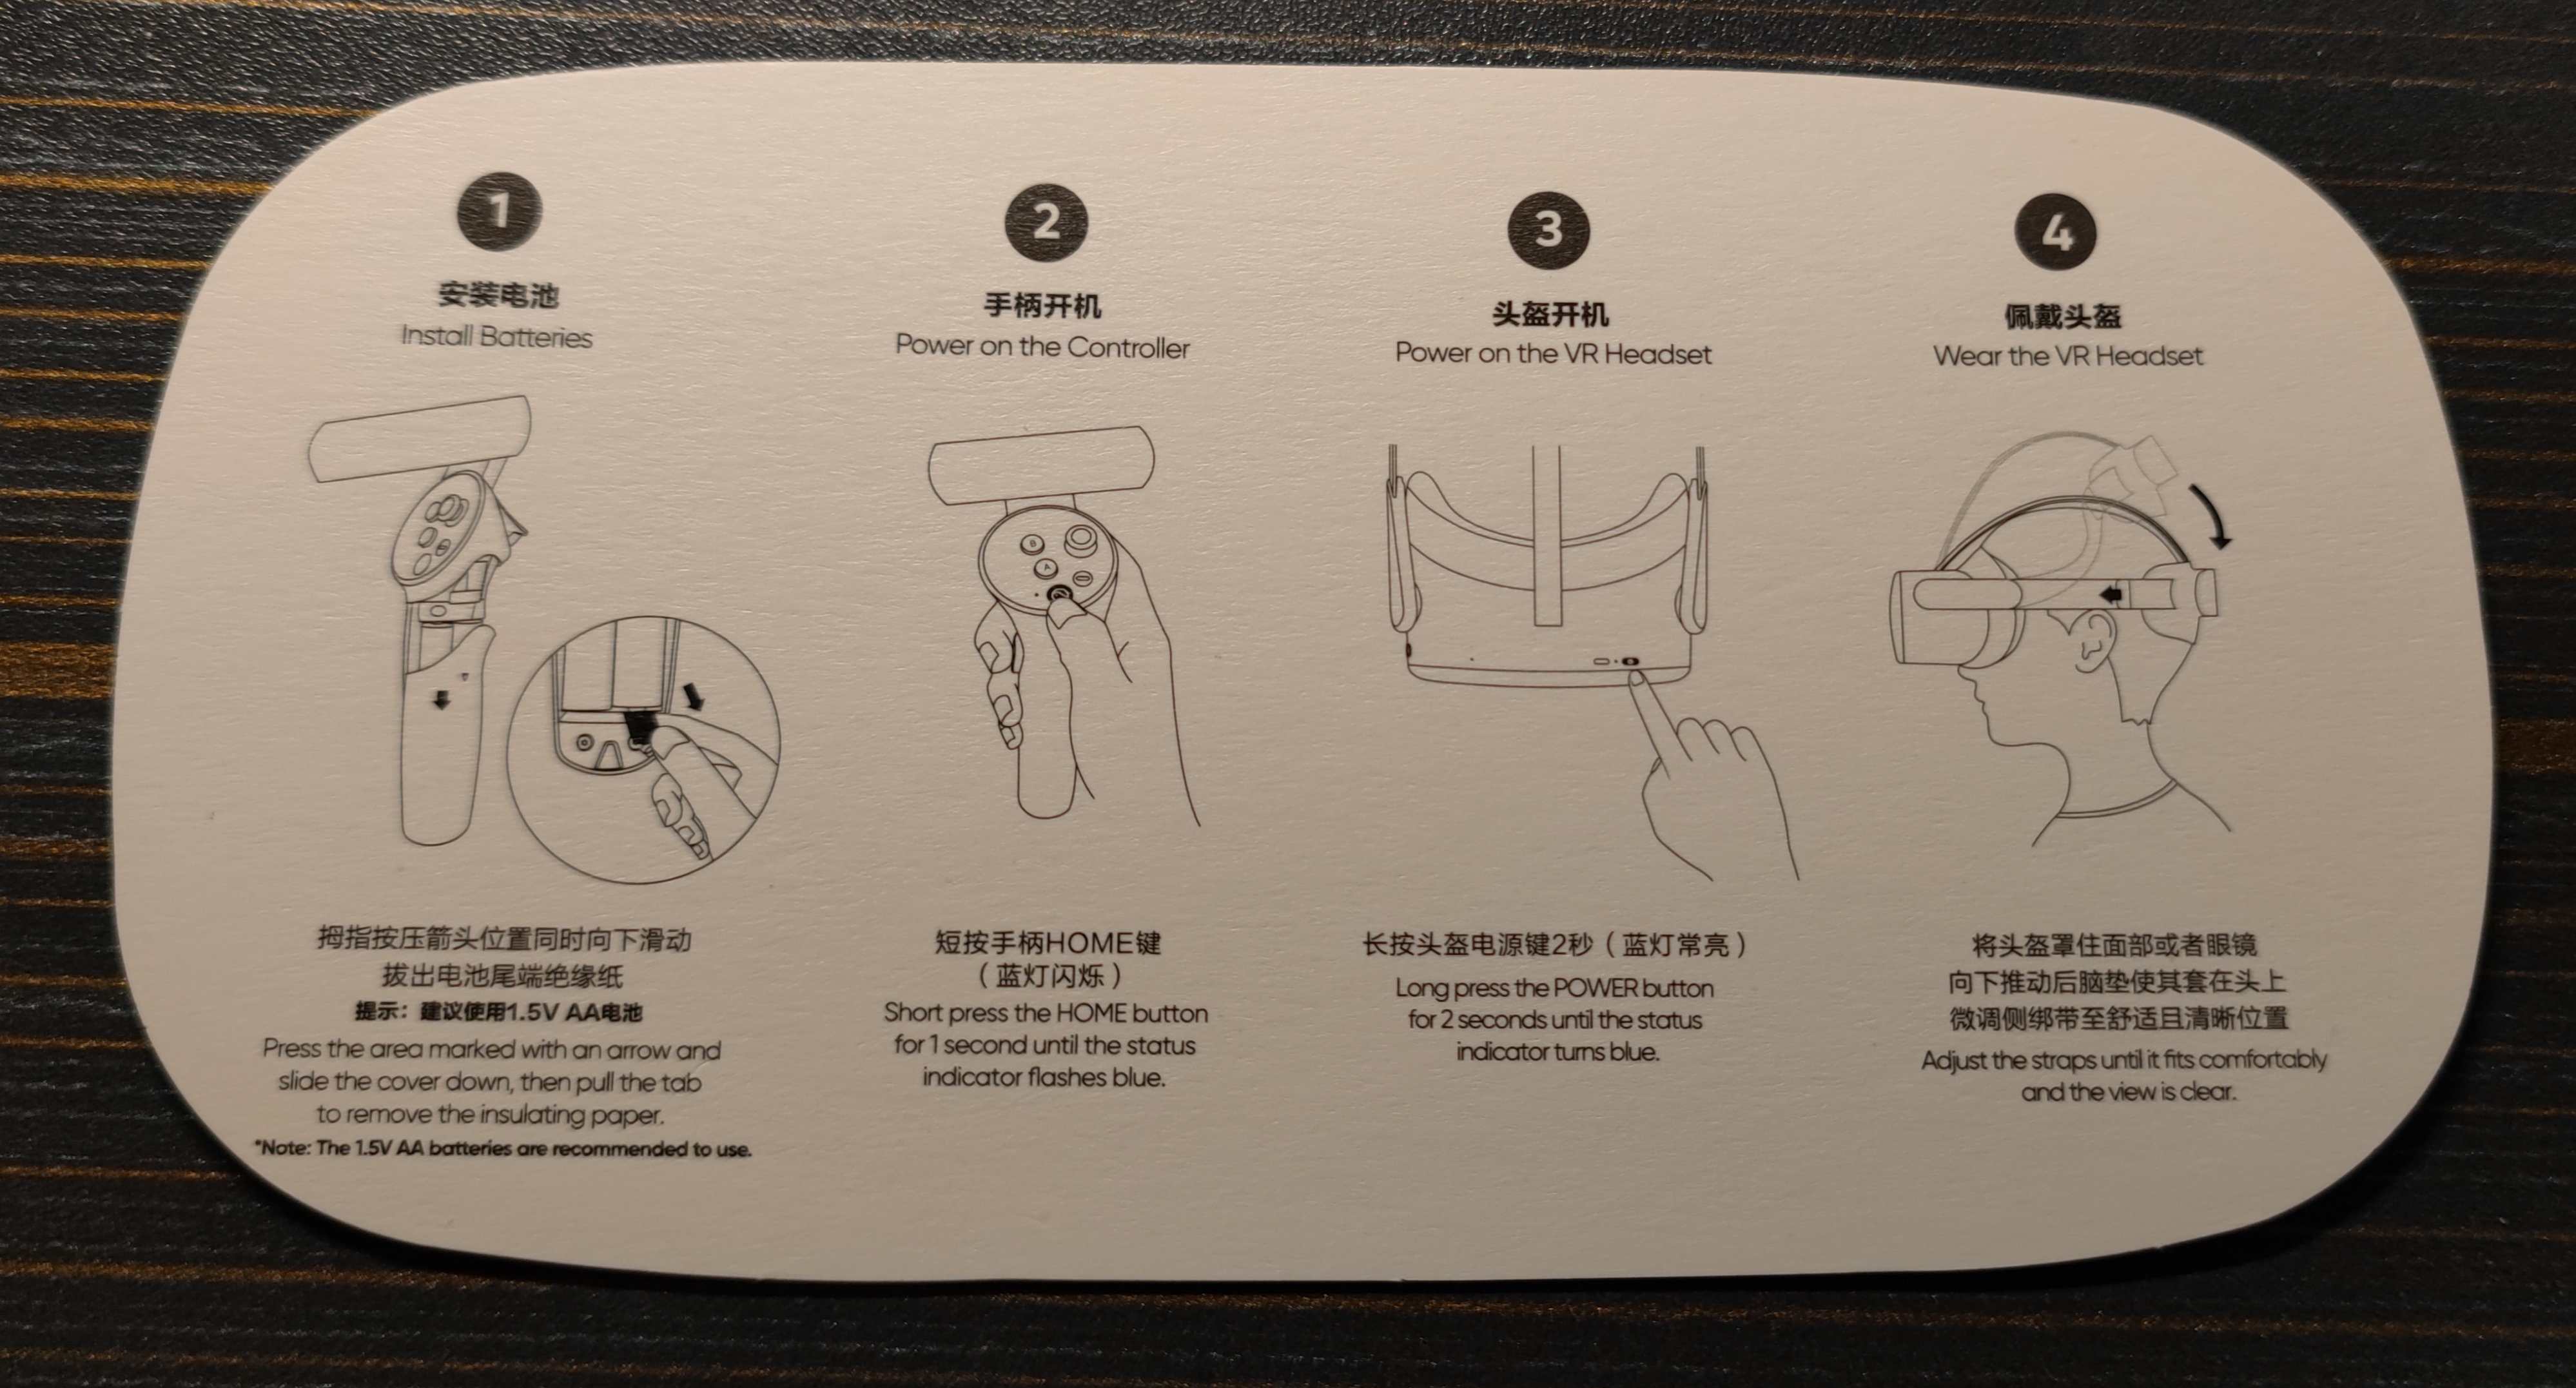 1
安装电池
Install Batteries
拇指按压箭头位置同时向下滑动
拔出电池尾端绝缘纸
提示：建议使用1.5V AA电池
Press the area marked with an arrow and
slide the cover down, then pull the tab
to remove the insulating paper.
*Note: The 1.5V AA batteries are recommended to use.
2
手柄开机
Power on the Controller
B
A
短按手柄HOME键
（蓝灯闪烁）
Short press the HOME button
for 1 second until the status
indicator flashes blue.
3
头盔开机
Power on the VR Headset
长按头盔电源键2秒（蓝灯常亮）
Long press the POWER button
for 2 seconds until the status
indicator turns blue.
4
佩戴头盔
Wear the VR Headset
将头盔罩住面部或者眼镜
向下推动后脑垫使其套在头上
微调侧绑带至舒适且清晰位置
Adjust the straps until it fits comfortably
and the view is clear.